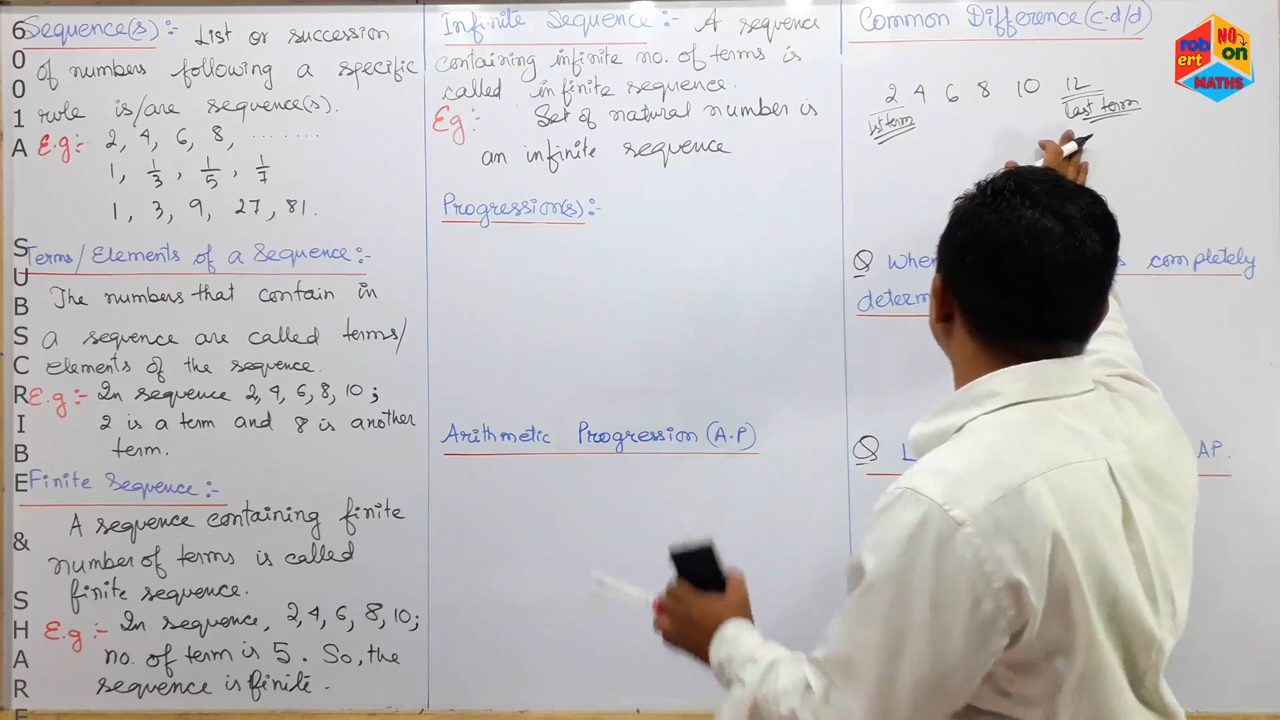 6001A SUBSCRIBE & SHARE
Sequence(s) :- List or succession
of numbers following a specific
rule is/are sequence(s).
E.g :- 2, 4, 6, 8, ........
1, 1/3, 1/5, 1/7
1, 3, 9, 27, 81.
Terms/Elements of a Sequence :-
The numbers that contain in
a sequence are called terms/
elements of the sequence.
E.g :- In sequence 2, 4, 6, 8, 10;
2 is a term and 8 is another
term.
Finite Sequence :-
A sequence containing finite
number of terms is called
finite sequence.
E.g :- In sequence, 2, 4, 6, 8, 10;
no. of term is 5. So, the
sequence is finite.
Infinite Sequence :- A sequence
containing infinite no. of terms is
called infinite sequence.
Eg :- Set of natural number is
an infinite sequence
Progression(s) :-
Arithmetic Progression (A.P)
Common Difference (c.d/d)
2 4 6 8 10 12
1st term last term
Q completely
Q AP.
rob ert NO on MATHS